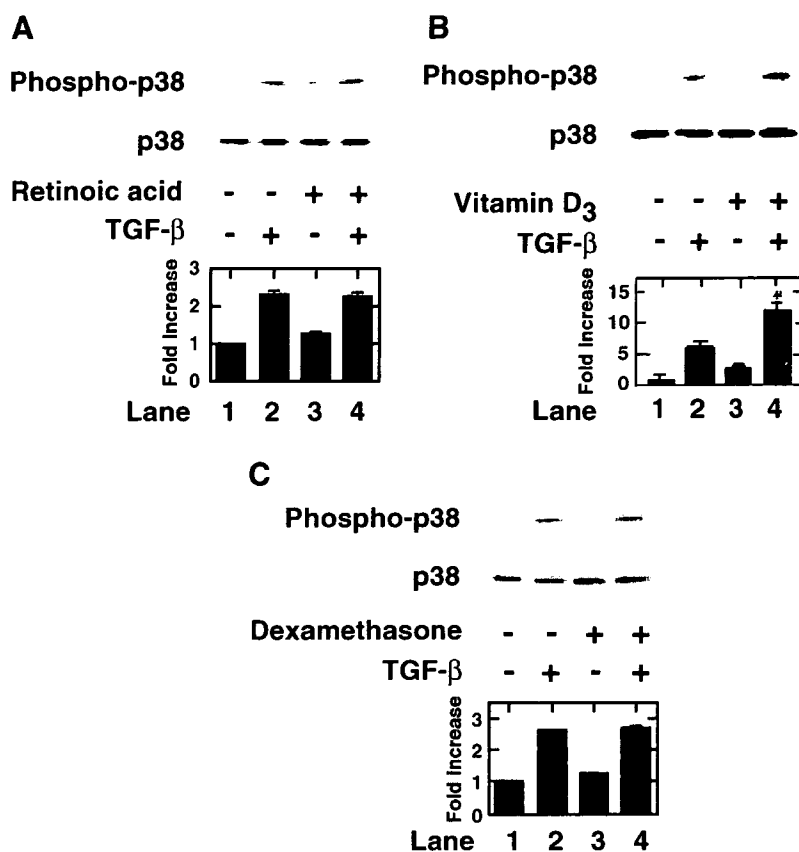 A
Phospho-p38
p38
Retinoic acid - - + +
TGF-β - + - +
Fold Increase
3
2
1
0
Lane 1 2 3 4
B
Phospho-p38
p38
Vitamin D3 - - + +
TGF-β - + - +
Fold Increase
15
10
5
0
#
Lane 1 2 3 4
C
Phospho-p38
p38
Dexamethasone - - + +
TGF-β - + - +
Fold Increase
3
2
1
0
Lane 1 2 3 4